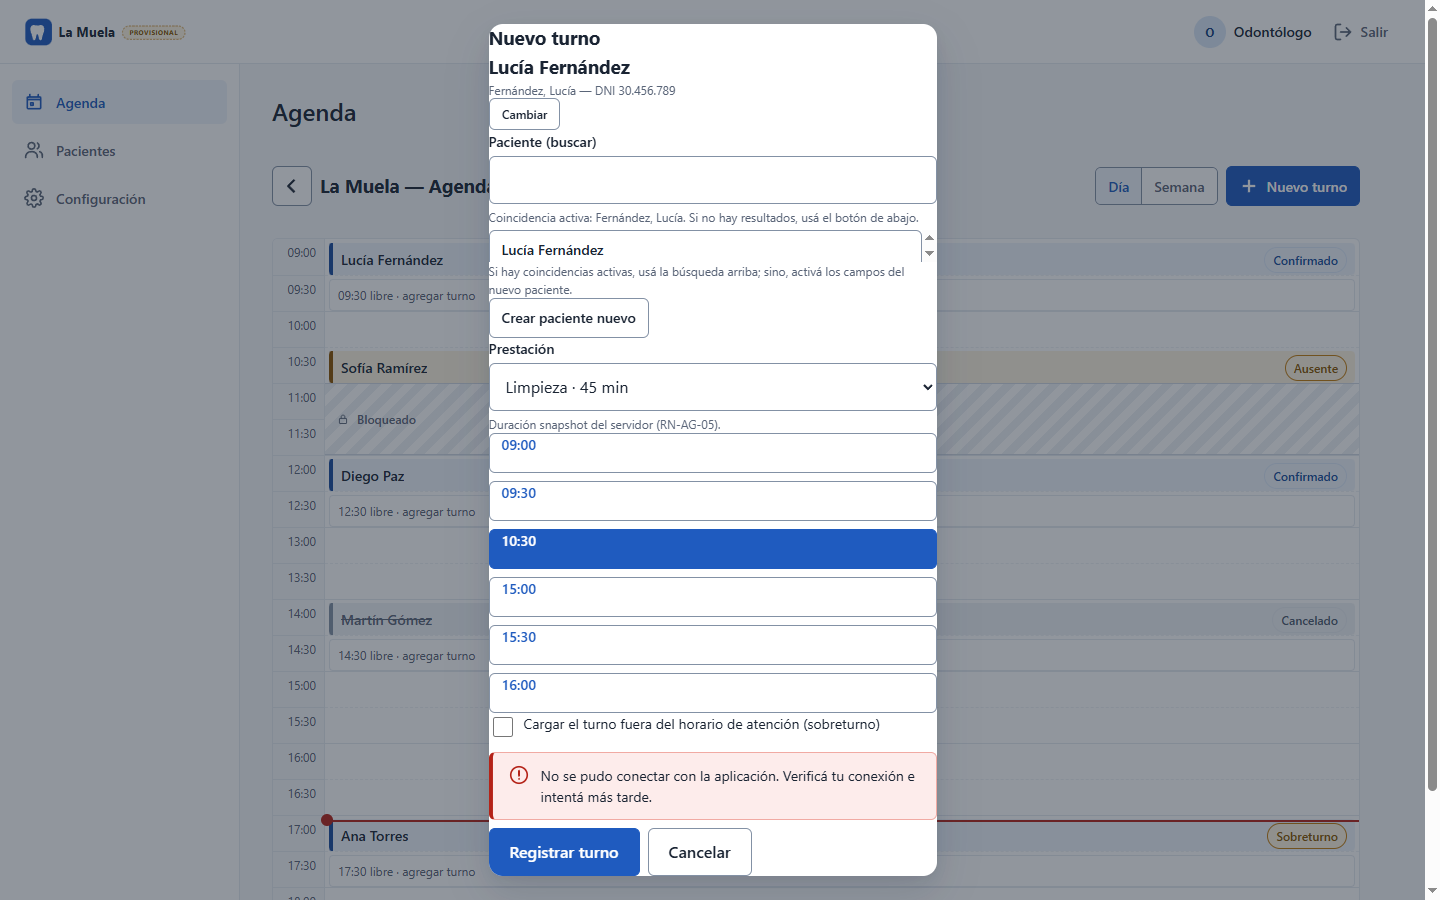 La Muela PROVISIONAL
O Odontólogo Salir
Agenda
Pacientes
Configuración
Agenda
La Muela — Agenda
Día Semana + Nuevo turno
09:00 Lucía Fernández Confirmado
09:30 09:30 libre · agregar turno
10:00
10:30 Sofía Ramírez Ausente
11:00 Bloqueado
11:30
12:00 Diego Paz Confirmado
12:30 12:30 libre · agregar turno
13:00
13:30
14:00 Martín Gómez Cancelado
14:30 14:30 libre · agregar turno
15:00
15:30
16:00
16:30
17:00 Ana Torres Sobreturno
17:30 17:30 libre · agregar turno
Nuevo turno
Lucía Fernández
Fernández, Lucía — DNI 30.456.789
Cambiar
Paciente (buscar)
Coincidencia activa: Fernández, Lucía. Si no hay resultados, usá el botón de abajo.
Lucía Fernández
Si hay coincidencias activas, usá la búsqueda arriba; sino, activá los campos del
nuevo paciente.
Crear paciente nuevo
Prestación
Limpieza · 45 min
Duración snapshot del servidor (RN-AG-05).
09:00
09:30
10:30
15:00
15:30
16:00
Cargar el turno fuera del horario de atención (sobreturno)
No se pudo conectar con la aplicación. Verificá tu conexión e
intentá más tarde.
Registrar turno Cancelar